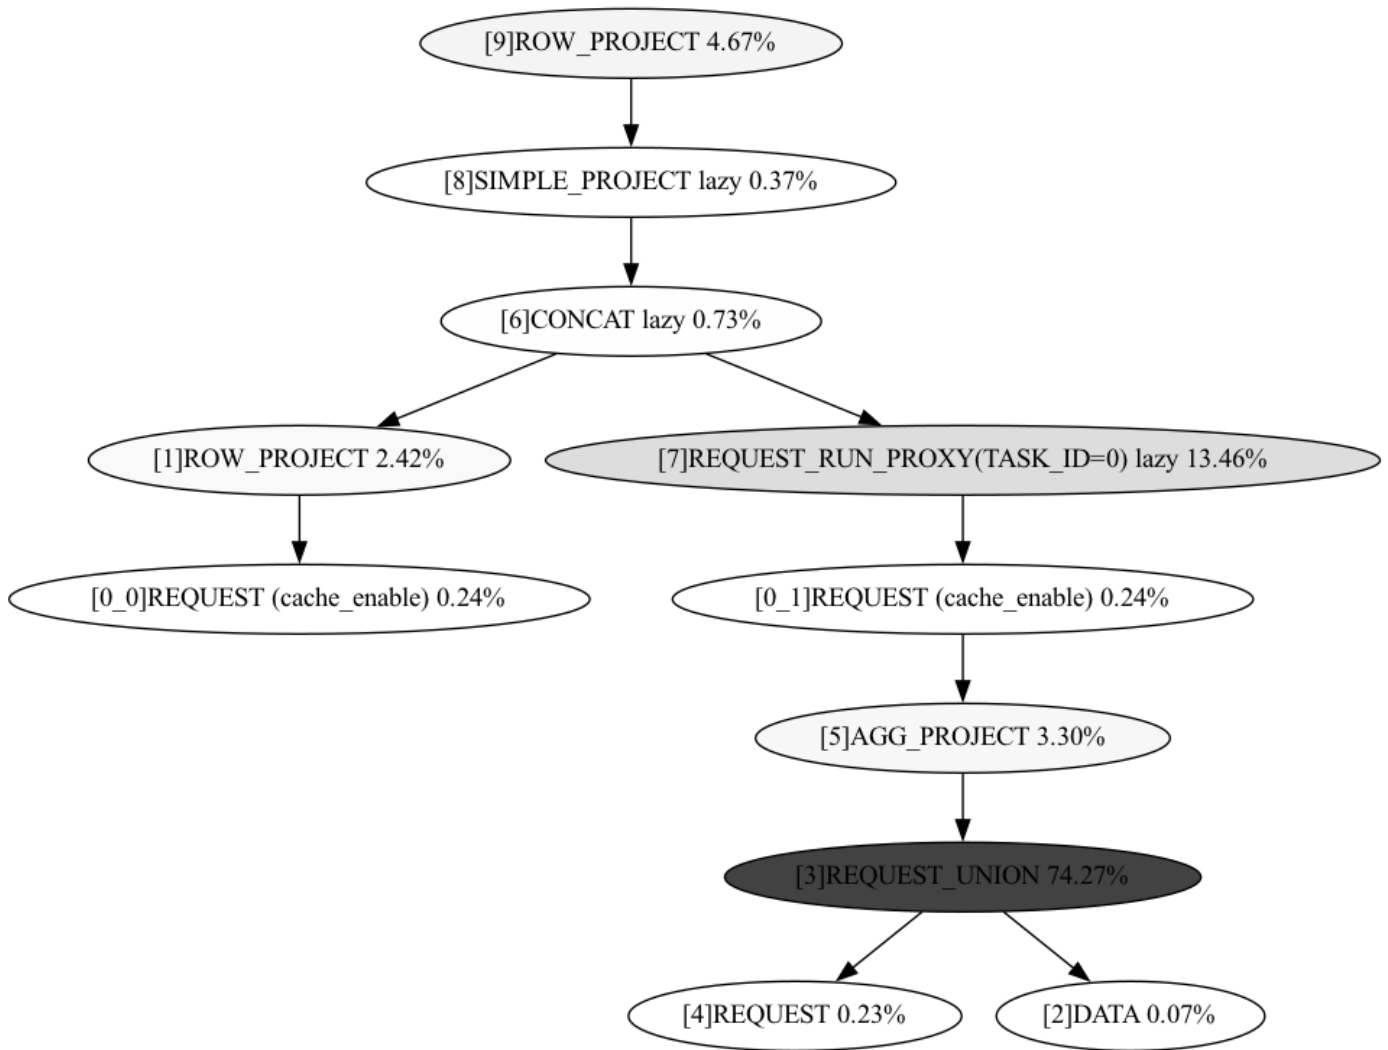 [9]ROW_PROJECT 4.67%
[8]SIMPLE_PROJECT lazy 0.37%
[6]CONCAT lazy 0.73%
[1]ROW_PROJECT 2.42%
[7]REQUEST_RUN_PROXY(TASK_ID=0) lazy 13.46%
[0_0]REQUEST (cache_enable) 0.24%
[0_1]REQUEST (cache_enable) 0.24%
[5]AGG_PROJECT 3.30%
[3]REQUEST_UNION 74.27%
[4]REQUEST 0.23%
[2]DATA 0.07%